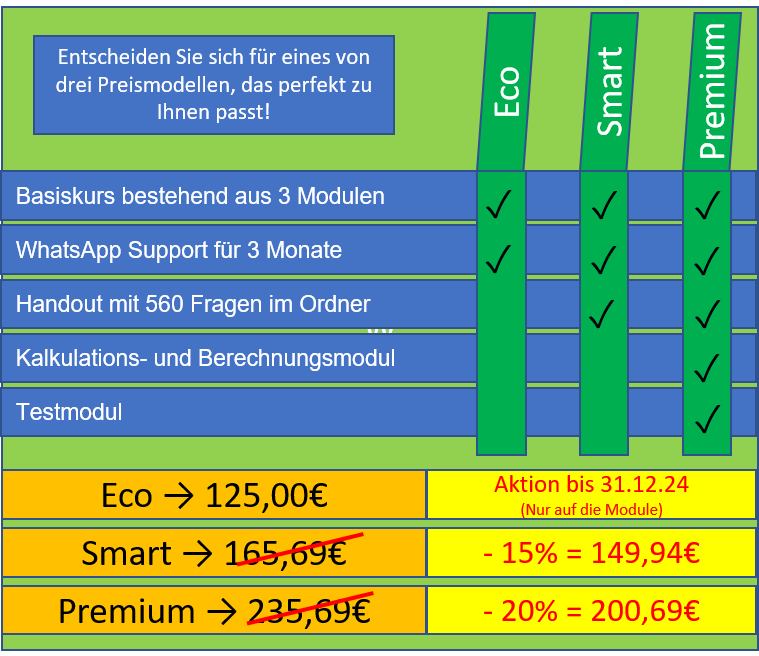 Entscheiden Sie sich für eines von
drei Preismodellen, das perfekt zu
Ihnen passt!
Eco
Smart
Premium
Basiskurs bestehend aus 3 Modulen
✓ ✓ ✓
WhatsApp Support für 3 Monate
✓ ✓ ✓
Handout mit 560 Fragen im Ordner
✓ ✓
Kalkulations- und Berechnungsmodul
✓
Testmodul
✓
Eco → 125,00€
Aktion bis 31.12.24
(Nur auf die Module)
Smart → 165,69€
- 15% = 149,94€
Premium → 235,69€
- 20% = 200,69€